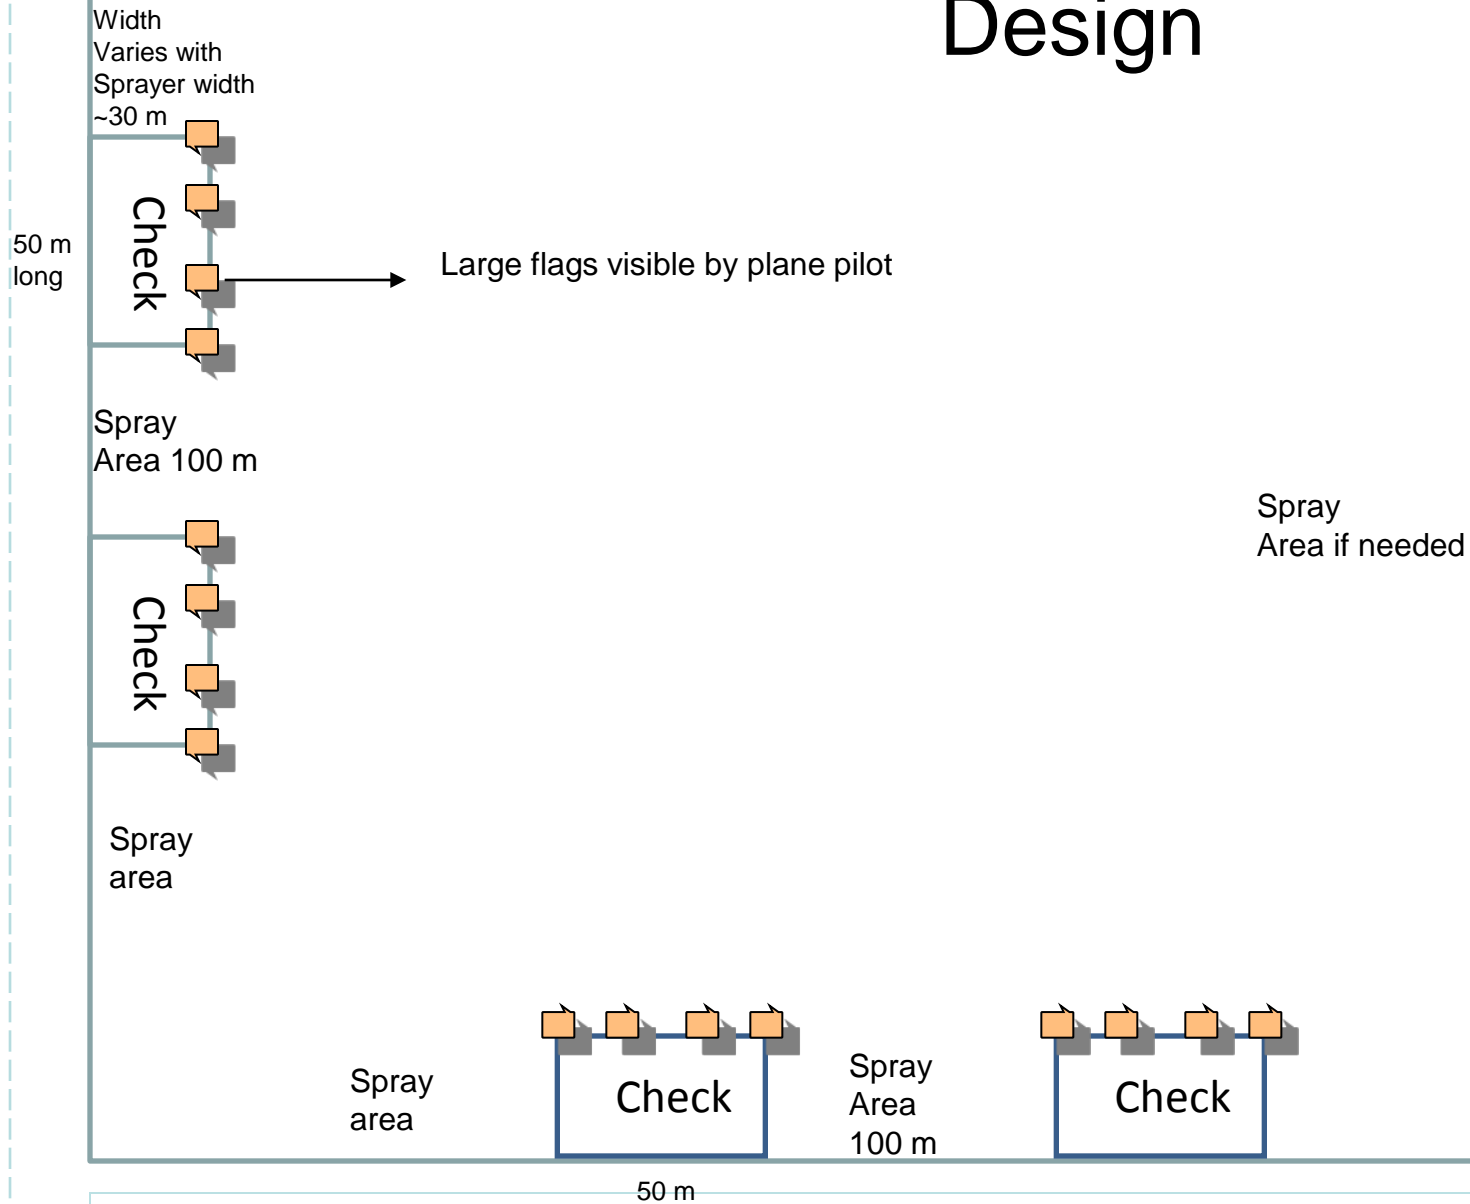 Design
Width
Varies with
Sprayer width
~30 m
Check
50 m
long
Large flags visible by plane pilot
Spray
Area 100 m
Spray
Area if needed
Check
Spray
area
Spray
area
Check
Spray
Area
100 m
Check
50 m